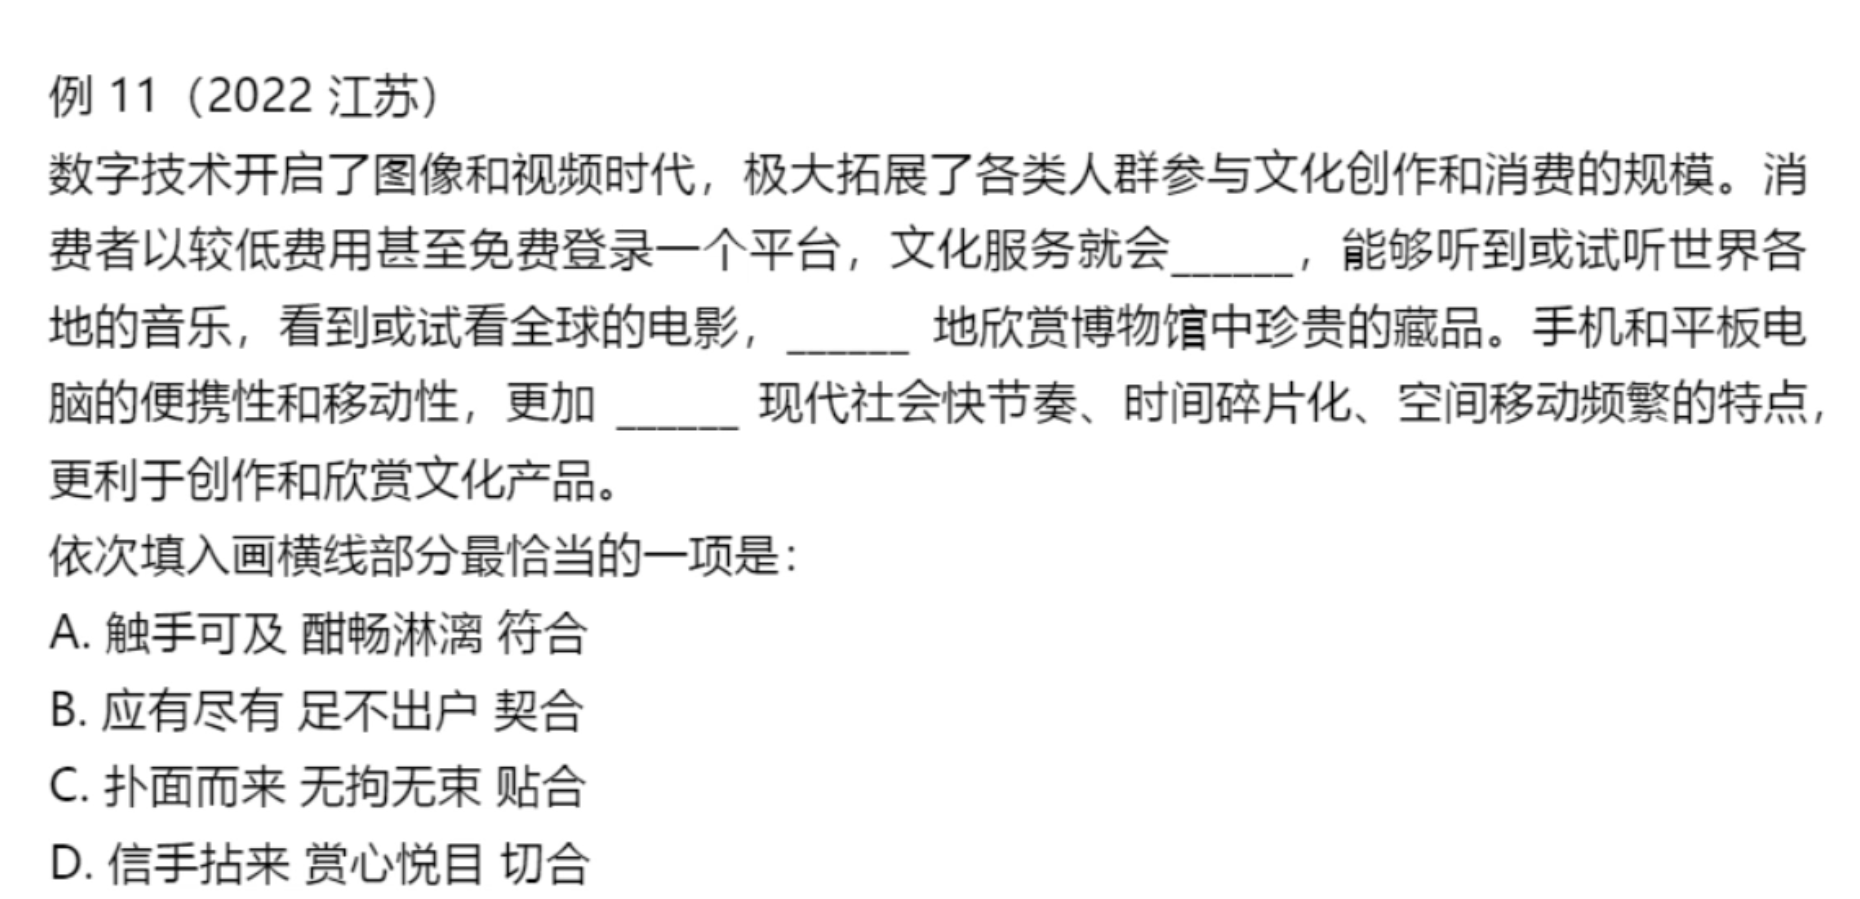 例 11（2022 江苏）
数字技术开启了图像和视频时代，极大拓展了各类人群参与文化创作和消费的规模。消
费者以较低费用甚至免费登录一个平台，文化服务就会______，能够听到或试听世界各
地的音乐，看到或试看全球的电影，______ 地欣赏博物馆中珍贵的藏品。手机和平板电
脑的便携性和移动性，更加 ______ 现代社会快节奏、时间碎片化、空间移动频繁的特点，
更利于创作和欣赏文化产品。
依次填入画横线部分最恰当的一项是：
A. 触手可及 酣畅淋漓 符合
B. 应有尽有 足不出户 契合
C. 扑面而来 无拘无束 贴合
D. 信手拈来 赏心悦目 切合